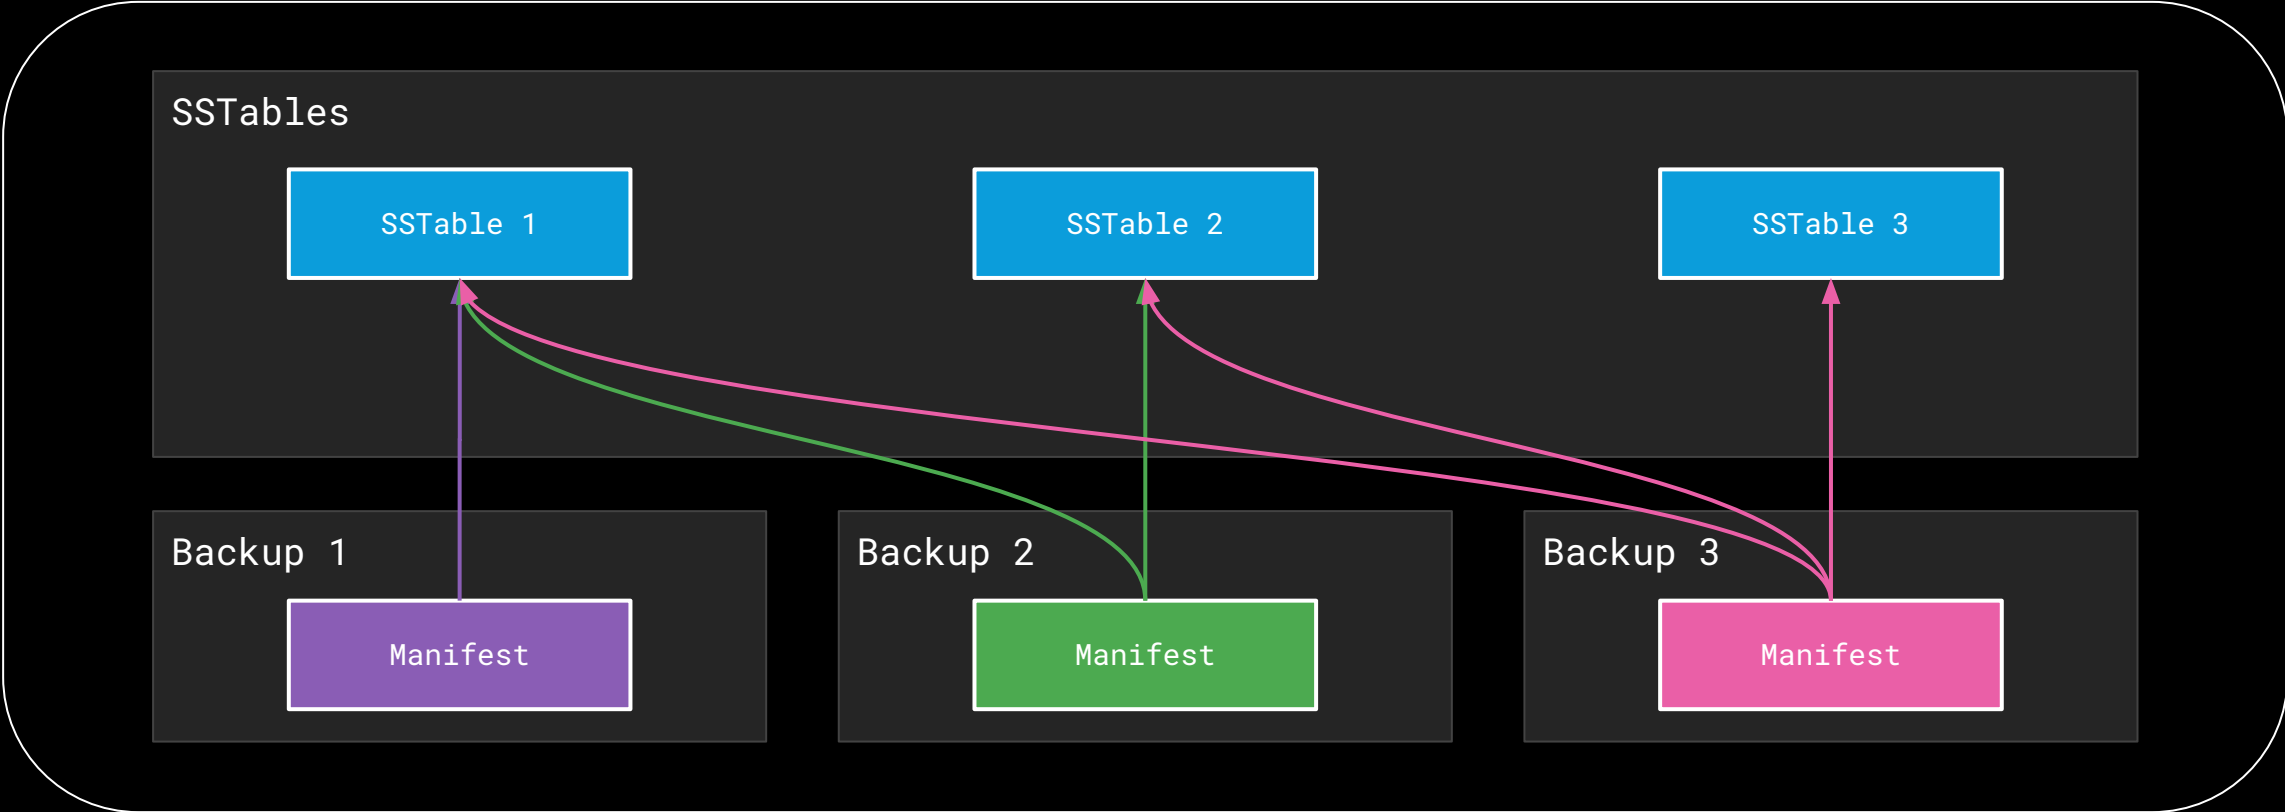 SSTables
SSTable 1
SSTable 2
SSTable 3
Backup 1
Backup 2
Backup 3
Manifest
Manifest
Manifest